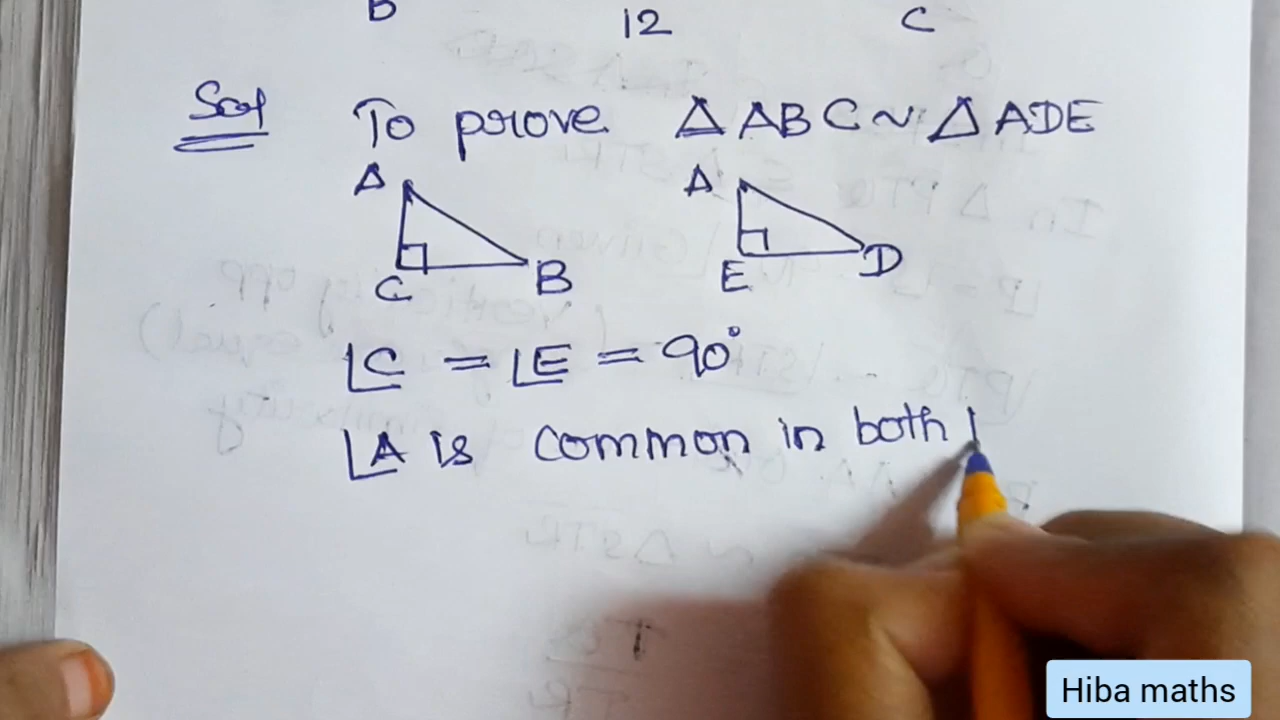 B 12 C
Sol To prove Δ ABC ~ Δ ADE
A A
C B E D
∟C = ∟E = 90°
∟A is common in both
Hiba maths